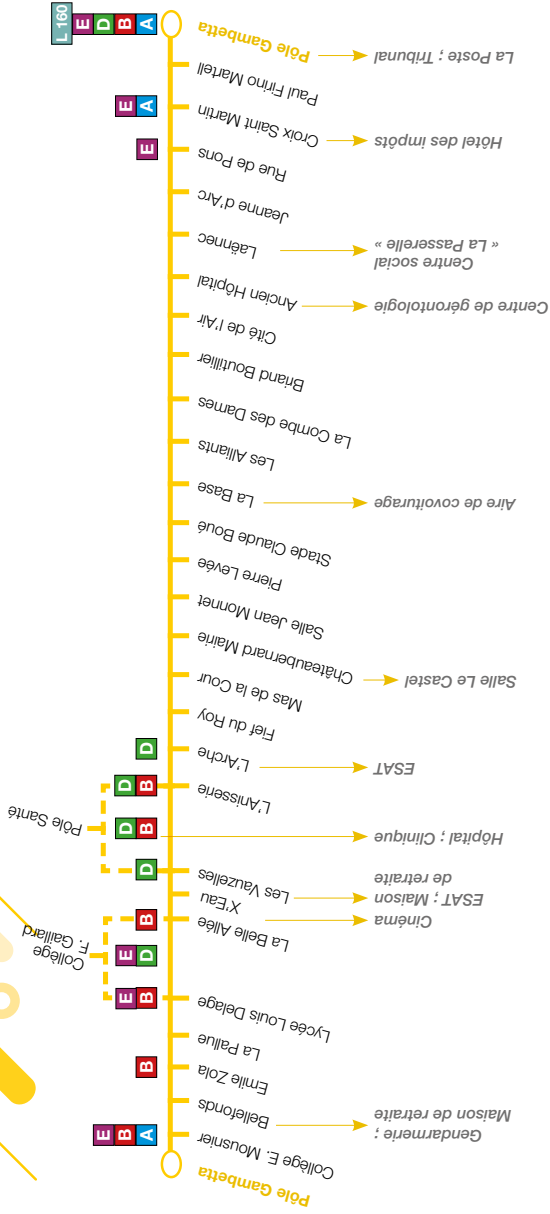 Pôle Gambetta
Collège E. Mousnier
E
B
A
Gendarmerie ;
Maison de retraite
Bellefonds
Emile Zola
B
La Pallue
Lycée Louis Delage
E
B
Collège
F. Gaillard
E
D
La Belle Allée
B
Cinéma
X'Eau
ESAT ; Maison
de retraite
Les Vauzelles
D
Hôpital ; Clinique
D
B
Pôle Santé
L'Anisserie
D
B
ESAT
L'Arche
D
Fief du Roy
Mas de la Cour
Salle Le Castel
Châteaubernard Mairie
Salle Jean Monnet
Pierre Levée
Stade Claude Boué
Aire de covoiturage
La Base
Les Alliants
La Combe des Dames
Briand Boutillier
Cité de l'Air
Centre de gérontologie
Ancien Hôpital
Centre social
« La Passerelle »
Laënnec
Jeanne d'Arc
Rue de Pons
E
Hôtel des impôts
Croix Saint Martin
E
A
Paul Firino Martell
La Poste ; Tribunal
Pôle Gambetta
L 160
E
D
B
A